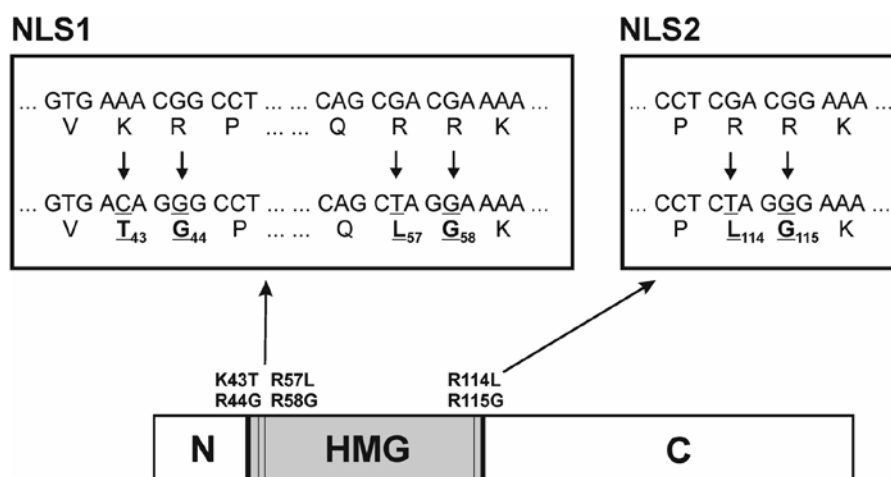 NLS1
... GTG AAA CGG CCT ... ... CAG CGA CGA AAA ...
V K R P ... ... Q R R K
... GTG ACA GGG CCT ... ... CAG CTA GGA AAA ...
V T43 G44 P ... ... Q L57 G58 K
NLS2
... CCT CGA CGG AAA ...
P R R K
... CCT CTA GGG AAA ...
P L114 G115 K
K43T R57L
R44G R58G
R114L
R115G
N HMG C